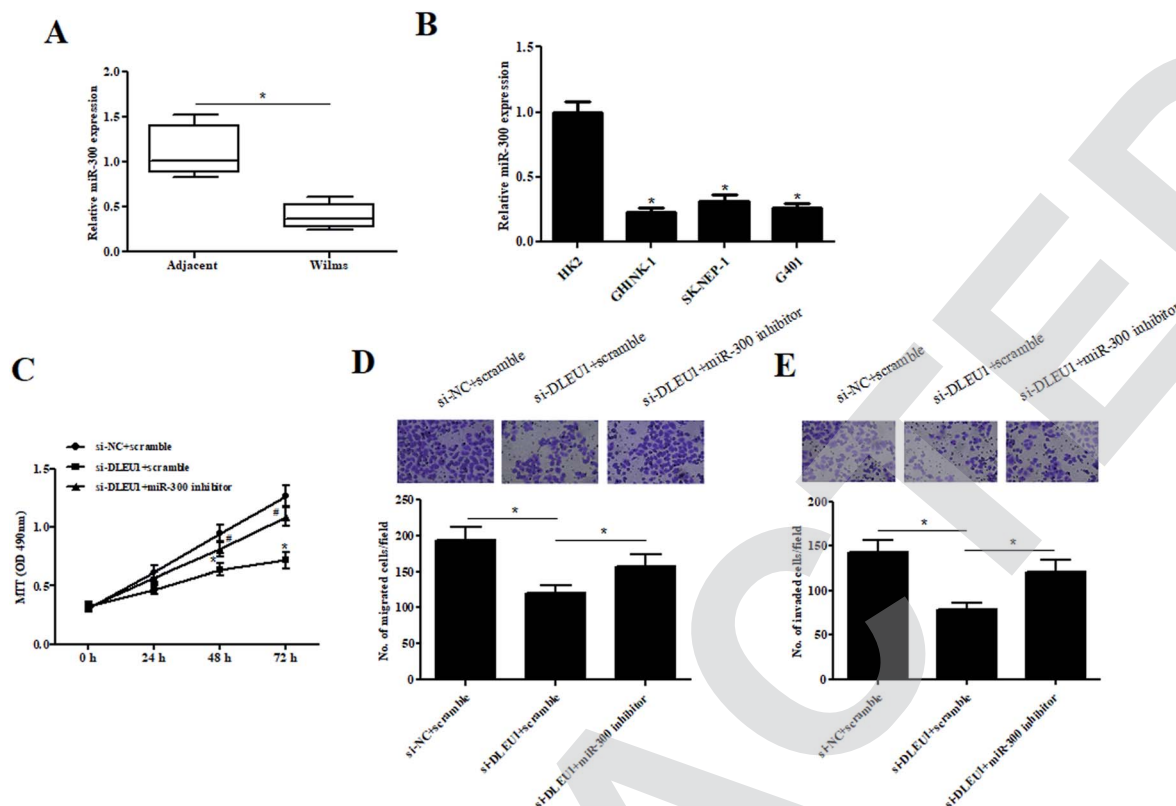 A
Relative miR-300 expression
2.0
1.5
1.0
0.5
0.0
*
Adjacent Wilms
B
Relative miR-300 expression
1.5
1.0
0.5
0.0
* * *
HK2 GHINK-1 SK-NEP-1 G401
C
si-NC+scramble
si-DLEU1+scramble
si-DLEU1+miR-300 inhibitor
MTT (OD 490nm)
1.5
1.0
0.5
0.0
# #
* *
0 h 24 h 48 h 72 h
D
si-NC+scramble si-DLEU1+scramble si-DLEU1+miR-300 inhibitor
No. of migrated cells/field
250
200
150
100
50
0
* *
si-NC+scramble si-DLEU1+scramble si-DLEU1+miR-300 inhibitor
E
si-NC+scramble si-DLEU1+scramble si-DLEU1+miR-300 inhibitor
No. of invaded cells/field
200
150
100
50
0
* *
si-NC+scramble si-DLEU1+scramble si-DLEU1+miR-300 inhibitor
ACTED